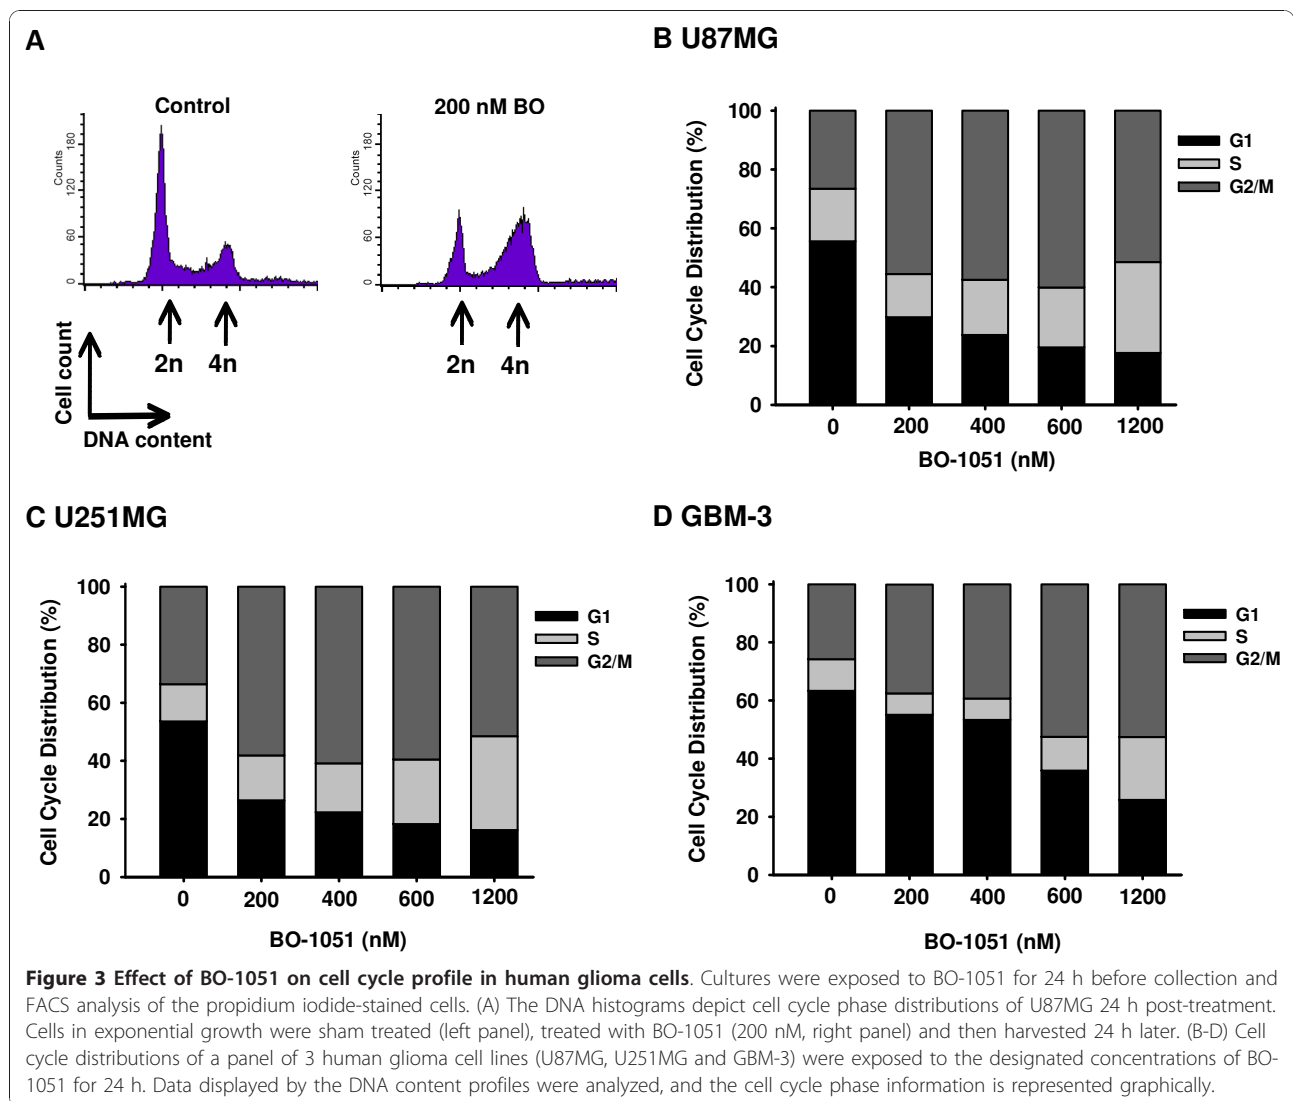 A
Control
Counts
180
120
60
0
2n
4n
Cell count
DNA content
200 nM BO
Counts
180
120
60
0
2n
4n
B U87MG
Cell Cycle Distribution (%)
100
80
60
40
20
0
0 200 400 600 1200
BO-1051 (nM)
G1
S
G2/M
C U251MG
Cell Cycle Distribution (%)
100
80
60
40
20
0
0 200 400 600 1200
BO-1051 (nM)
G1
S
G2/M
D GBM-3
Cell Cycle Distribution (%)
100
80
60
40
20
0
0 200 400 600 1200
BO-1051 (nM)
G1
S
G2/M
Figure 3 Effect of BO-1051 on cell cycle profile in human glioma cells. Cultures were exposed to BO-1051 for 24 h before collection and
FACS analysis of the propidium iodide-stained cells. (A) The DNA histograms depict cell cycle phase distributions of U87MG 24 h post-treatment.
Cells in exponential growth were sham treated (left panel), treated with BO-1051 (200 nM, right panel) and then harvested 24 h later. (B-D) Cell
cycle distributions of a panel of 3 human glioma cell lines (U87MG, U251MG and GBM-3) were exposed to the designated concentrations of BO-
1051 for 24 h. Data displayed by the DNA content profiles were analyzed, and the cell cycle phase information is represented graphically.